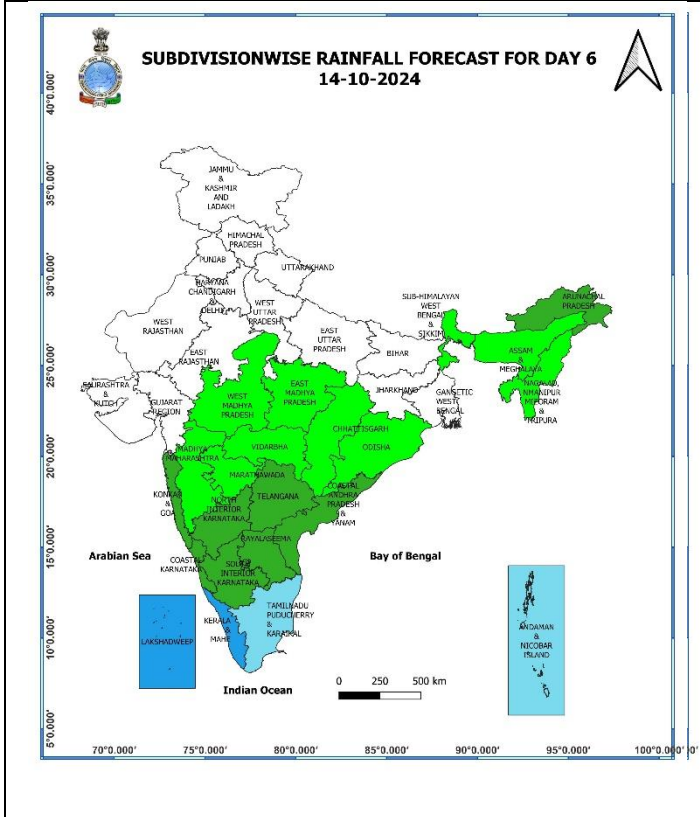 SUBDIVISIONWISE RAINFALL FORECAST FOR DAY 6
14-10-2024
40°0.000'
35°0.000'
30°0.000'
25°0.000'
20°0.000'
15°0.000'
10°0.000'
5°0.000'
JAMMU
&
KASHMIR
AND
LADAKH
HIMACHAL
PRADESH
PUNJAB
UTTARAKHAND
HARYANA
CHANDIGARH
&
DELHI
WEST
UTTAR
PRADESH
WEST
RAJASTHAN
EAST
RAJASTHAN
EAST
UTTAR
PRADESH
SUB-HIMALAYAN
WEST
BENGAL
&
SIKKIM
ARUNACHAL
PRADESH
BIHAR
ASSAM
&
MEGHALAYA
NAGALAD,
MNANIPUR
MIZORAM
&
TRIPURA
SAURASHTRA
&
KUTCH
GUJARAT
REGION
WEST
MADHYA
PRADESH
EAST
MADHYA
PRADESH
JHARKHAND
GANGETIC
WEST
BENGAL
CHHATTISGARH
ODISHA
MADHYA
MAHARASHTRA
VIDARBHA
MARATHAWADA
KONKAN
&
GOA
NORTH
INTERIOR
KARNATAKA
TELANGANA
COASTAL
ANDHRA
PRADESH
&
YANAM
RAYALASEEMA
COASTAL
KARNATAKA
SOUTH
INTERIOR
KARNATAKA
Arabian Sea
Bay of Bengal
LAKSHADWEEP
KERALA
&
MAHE
TAMILNADU
PUDUCHERRY
&
KARAIKAL
ANDAMAN
&
NICOBAR
ISLAND
Indian Ocean
0 250 500 km
70°0.000' 75°0.000' 80°0.000' 85°0.000' 90°0.000' 95°0.000' 100°0.000'